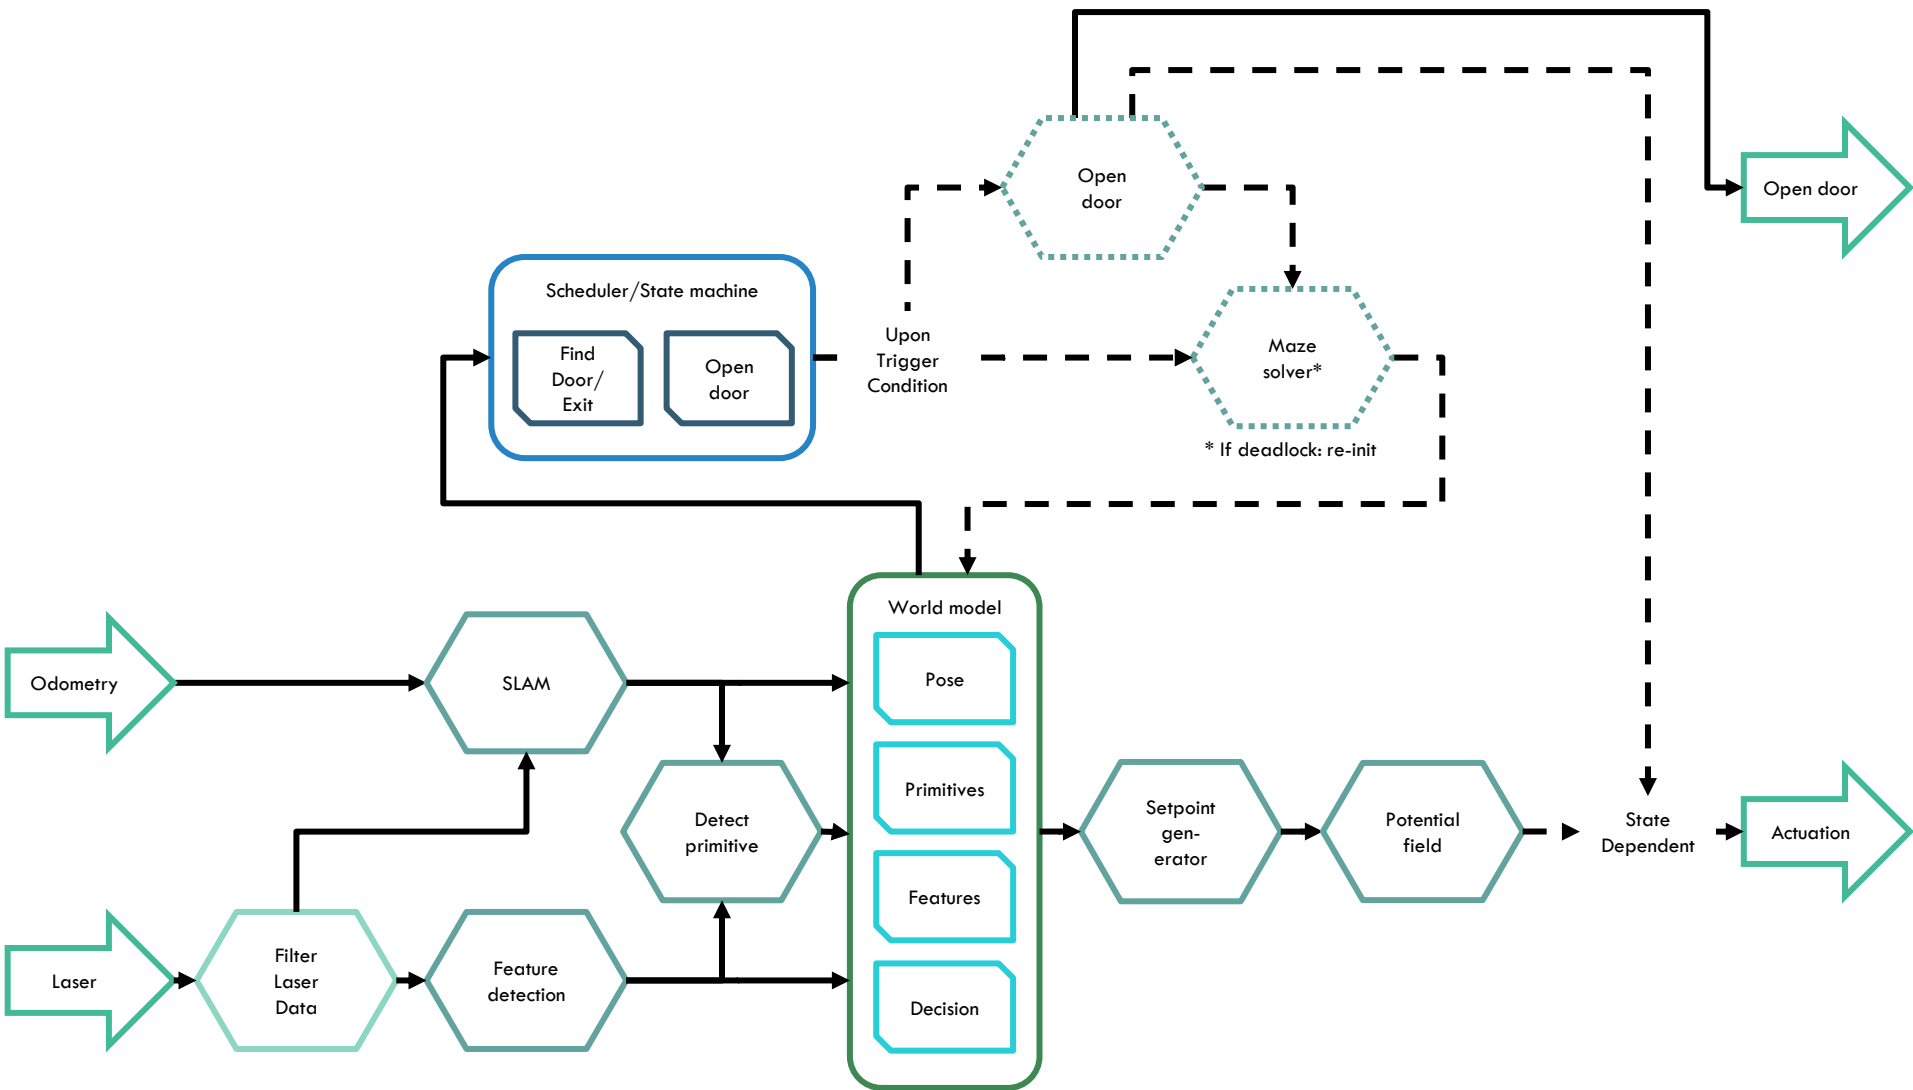 Open
door
Open door
Scheduler/State machine
Find
Door/
Exit
Open
door
Upon
Trigger
Condition
Maze
solver*
* If deadlock: re-init
World model
Pose
Primitives
Features
Decision
Odometry
SLAM
Detect
primitive
Setpoint
gen-
erator
Potential
field
State
Dependent
Actuation
Laser
Filter
Laser
Data
Feature
detection